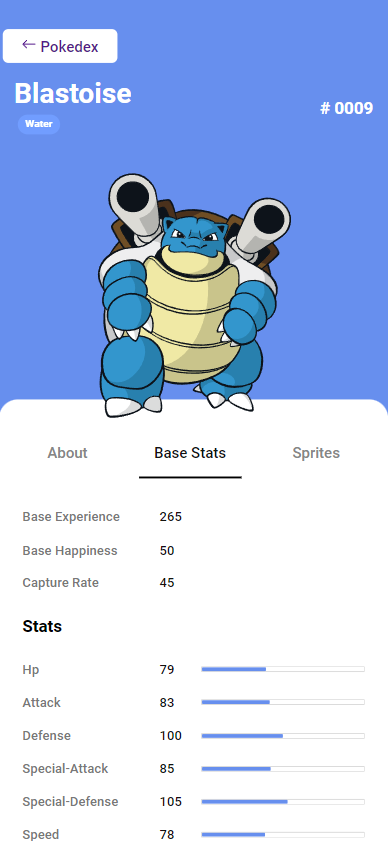 ← Pokedex
Blastoise
# 0009
Water
About Base Stats Sprites
Base Experience 265
Base Happiness 50
Capture Rate 45
Stats
Hp 79
Attack 83
Defense 100
Special-Attack 85
Special-Defense 105
Speed 78